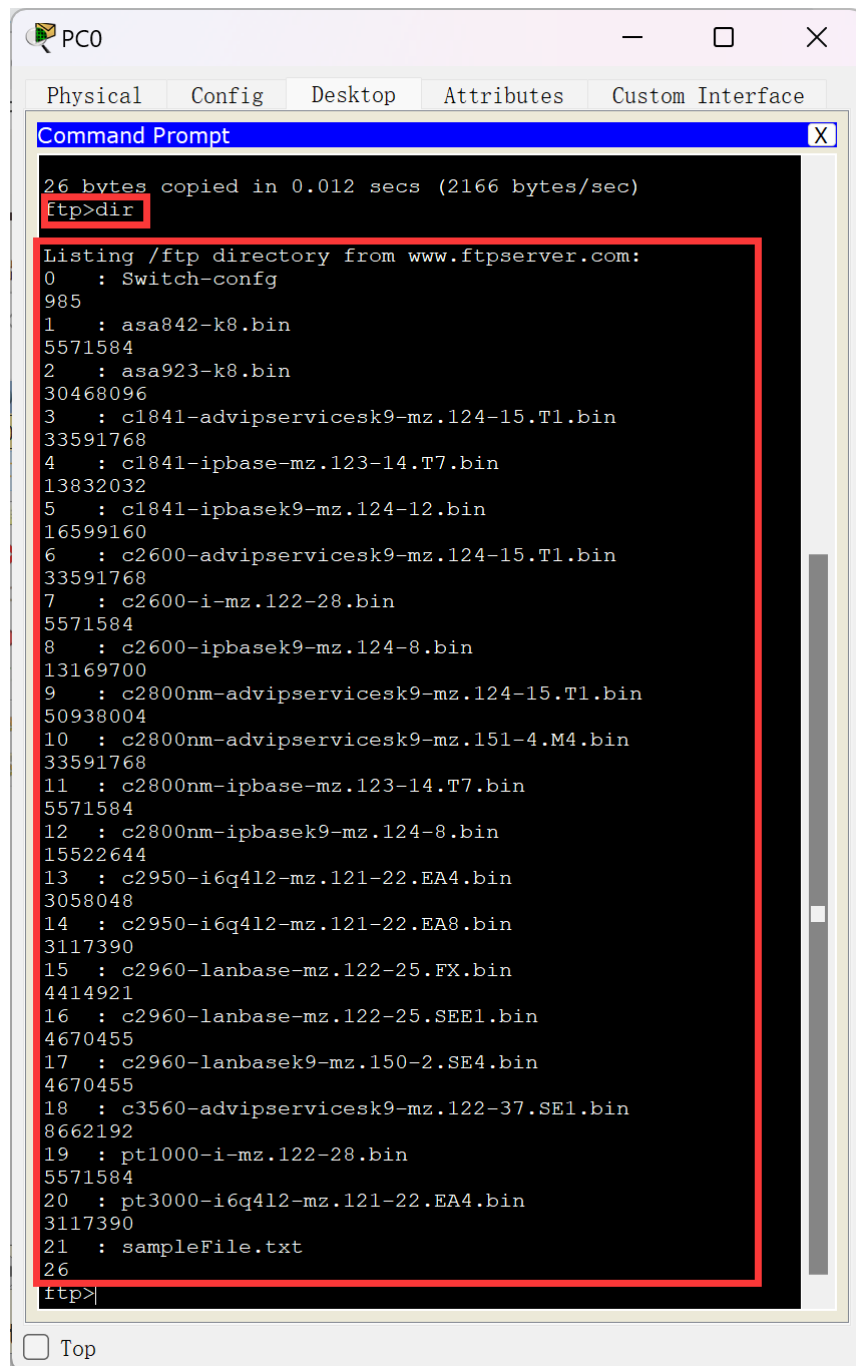 PC0
Physical Config Desktop Attributes Custom Interface
Command Prompt X
26 bytes copied in 0.012 secs (2166 bytes/sec)
ftp>dir
Listing /ftp directory from www.ftpserver.com:
0   : Switch-confg
985
1   : asa842-k8.bin
5571584
2   : asa923-k8.bin
30468096
3   : c1841-advipservicesk9-mz.124-15.T1.bin
33591768
4   : c1841-ipbase-mz.123-14.T7.bin
13832032
5   : c1841-ipbasek9-mz.124-12.bin
16599160
6   : c2600-advipservicesk9-mz.124-15.T1.bin
33591768
7   : c2600-i-mz.122-28.bin
5571584
8   : c2600-ipbasek9-mz.124-8.bin
13169700
9   : c2800nm-advipservicesk9-mz.124-15.T1.bin
50938004
10  : c2800nm-advipservicesk9-mz.151-4.M4.bin
33591768
11  : c2800nm-ipbase-mz.123-14.T7.bin
5571584
12  : c2800nm-ipbasek9-mz.124-8.bin
15522644
13  : c2950-i6q4l2-mz.121-22.EA4.bin
3058048
14  : c2950-i6q4l2-mz.121-22.EA8.bin
3117390
15  : c2960-lanbase-mz.122-25.FX.bin
4414921
16  : c2960-lanbase-mz.122-25.SEE1.bin
4670455
17  : c2960-lanbasek9-mz.150-2.SE4.bin
4670455
18  : c3560-advipservicesk9-mz.122-37.SE1.bin
8662192
19  : pt1000-i-mz.122-28.bin
5571584
20  : pt3000-i6q4l2-mz.121-22.EA4.bin
3117390
21  : sampleFile.txt
26
ftp>
Top